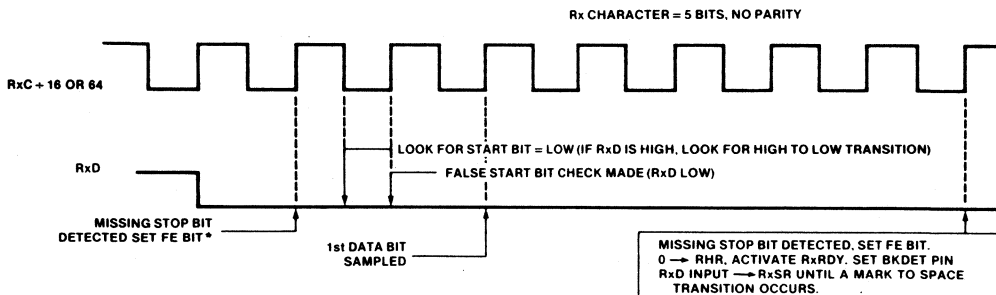 Rx CHARACTER = 5 BITS, NO PARITY
RxC ÷ 16 OR 64
LOOK FOR START BIT = LOW (IF RxD IS HIGH, LOOK FOR HIGH TO LOW TRANSITION)
RxD
FALSE START BIT CHECK MADE (RxD LOW)
MISSING STOP BIT
DETECTED SET FE BIT*
1st DATA BIT
SAMPLED
MISSING STOP BIT DETECTED, SET FE BIT.
0 → RHR, ACTIVATE RxRDY. SET BKDET PIN
RxD INPUT → RxSR UNTIL A MARK TO SPACE
TRANSITION OCCURS.